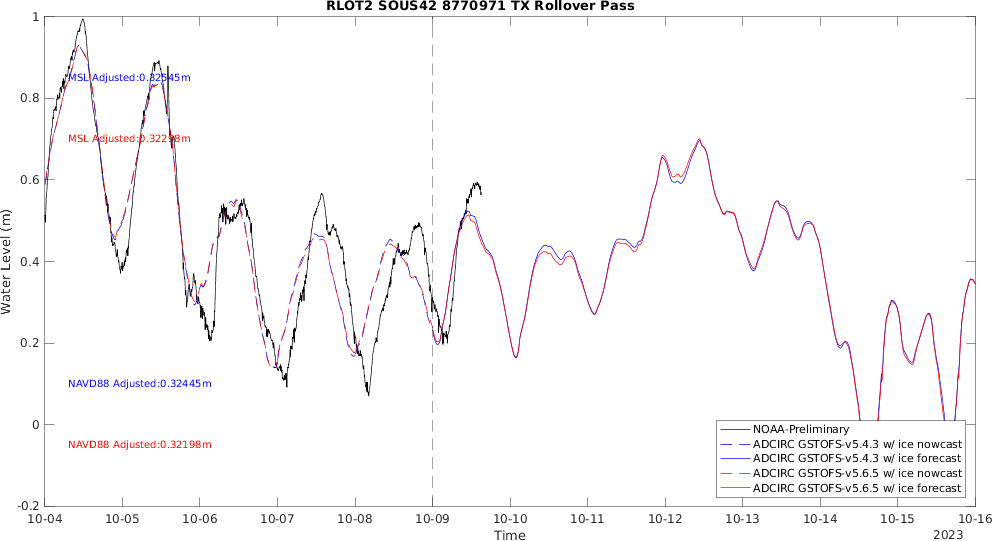 RLOT2 SOUS42 8770971 TX Rollover Pass
1
0.8
0.6
0.4
0.2
0
-0.2
Water Level (m)
MSL Adjusted:0.32545m
MSL Adjusted:0.32298m
NAVD88 Adjusted:0.32445m
NAVD88 Adjusted:0.32198m
NOAA-Preliminary
ADCIRC GSTOFS-v5.4.3 w/ ice nowcast
ADCIRC GSTOFS-v5.4.3 w/ ice forecast
ADCIRC GSTOFS-v5.6.5 w/ ice nowcast
ADCIRC GSTOFS-v5.6.5 w/ ice forecast
10-04 10-05 10-06 10-07 10-08 10-09 10-10 10-11 10-12 10-13 10-14 10-15 10-16
Time
2023